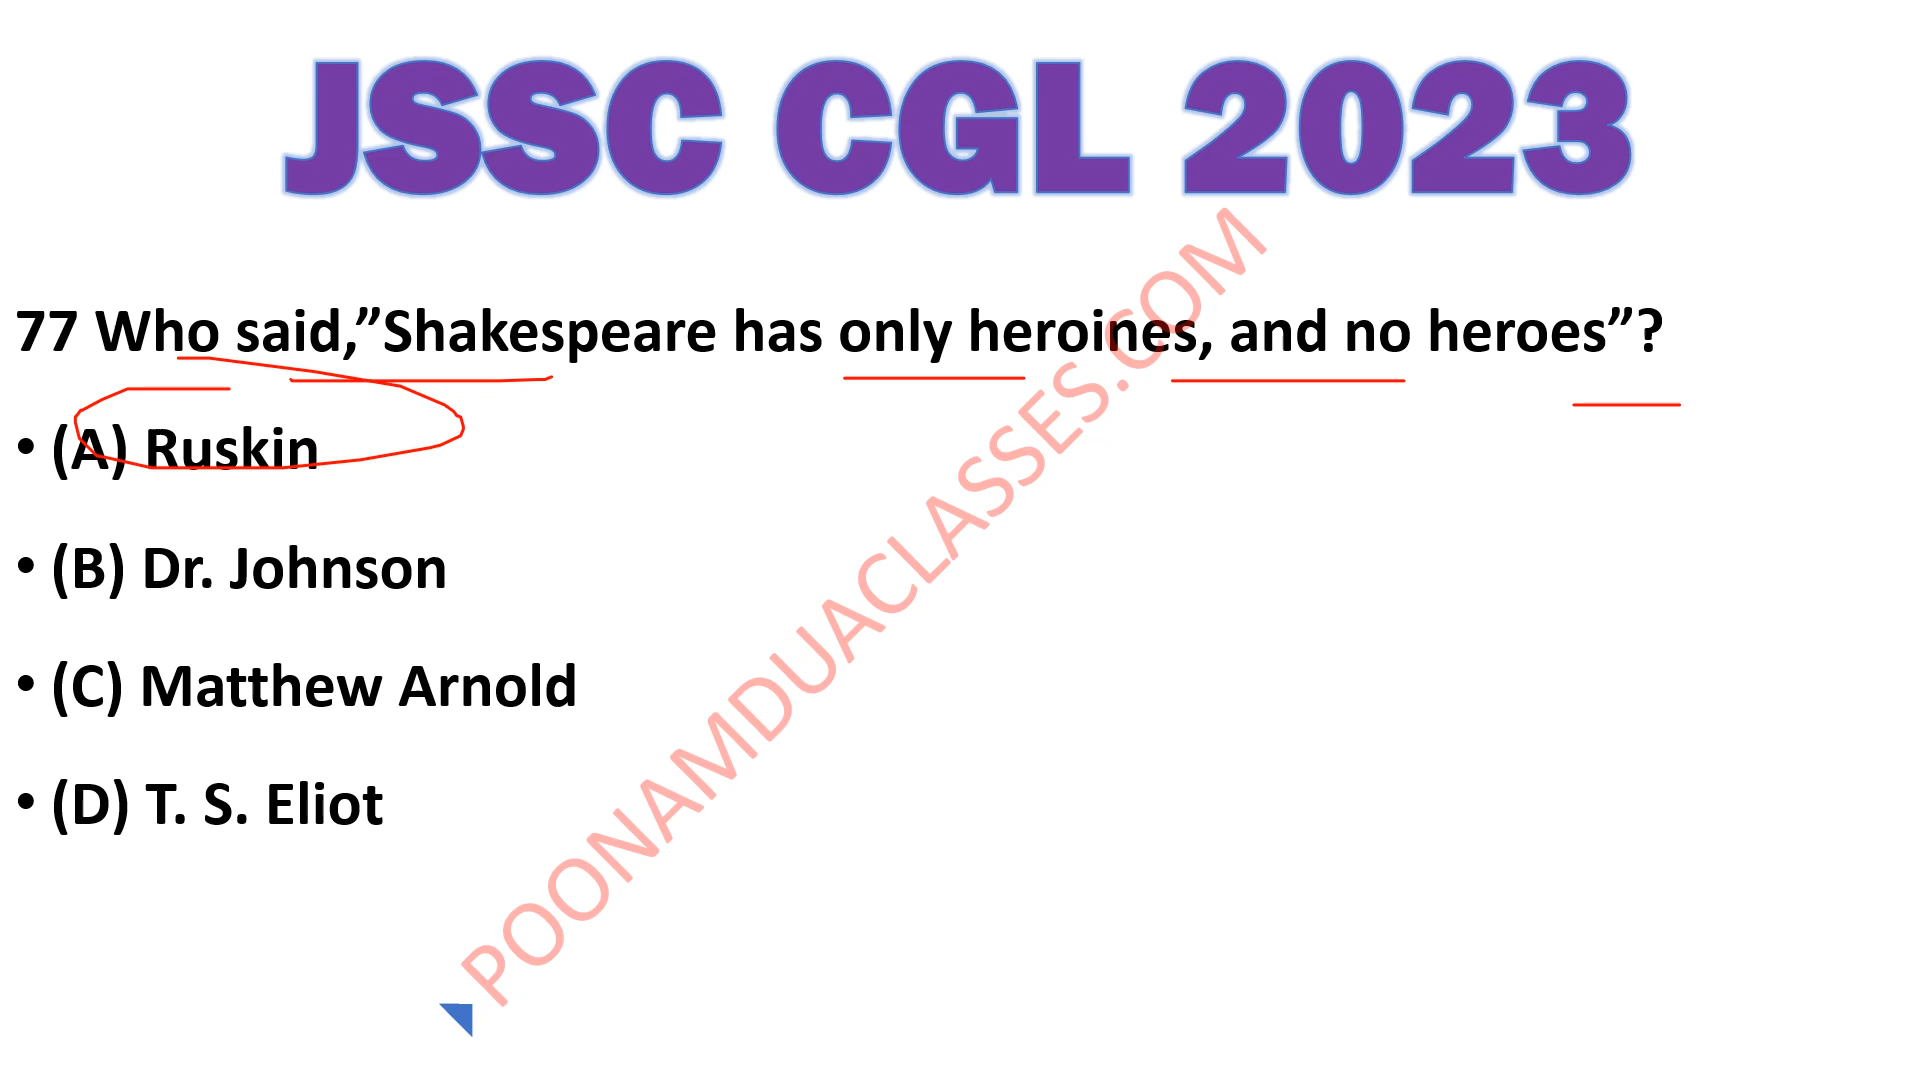 JSSC CGL 2023
77 Who said,”Shakespeare has only heroines, and no heroes”?
• (A) Ruskin
• (B) Dr. Johnson
• (C) Matthew Arnold
• (D) T. S. Eliot
POONAMDUACLASSES.COM